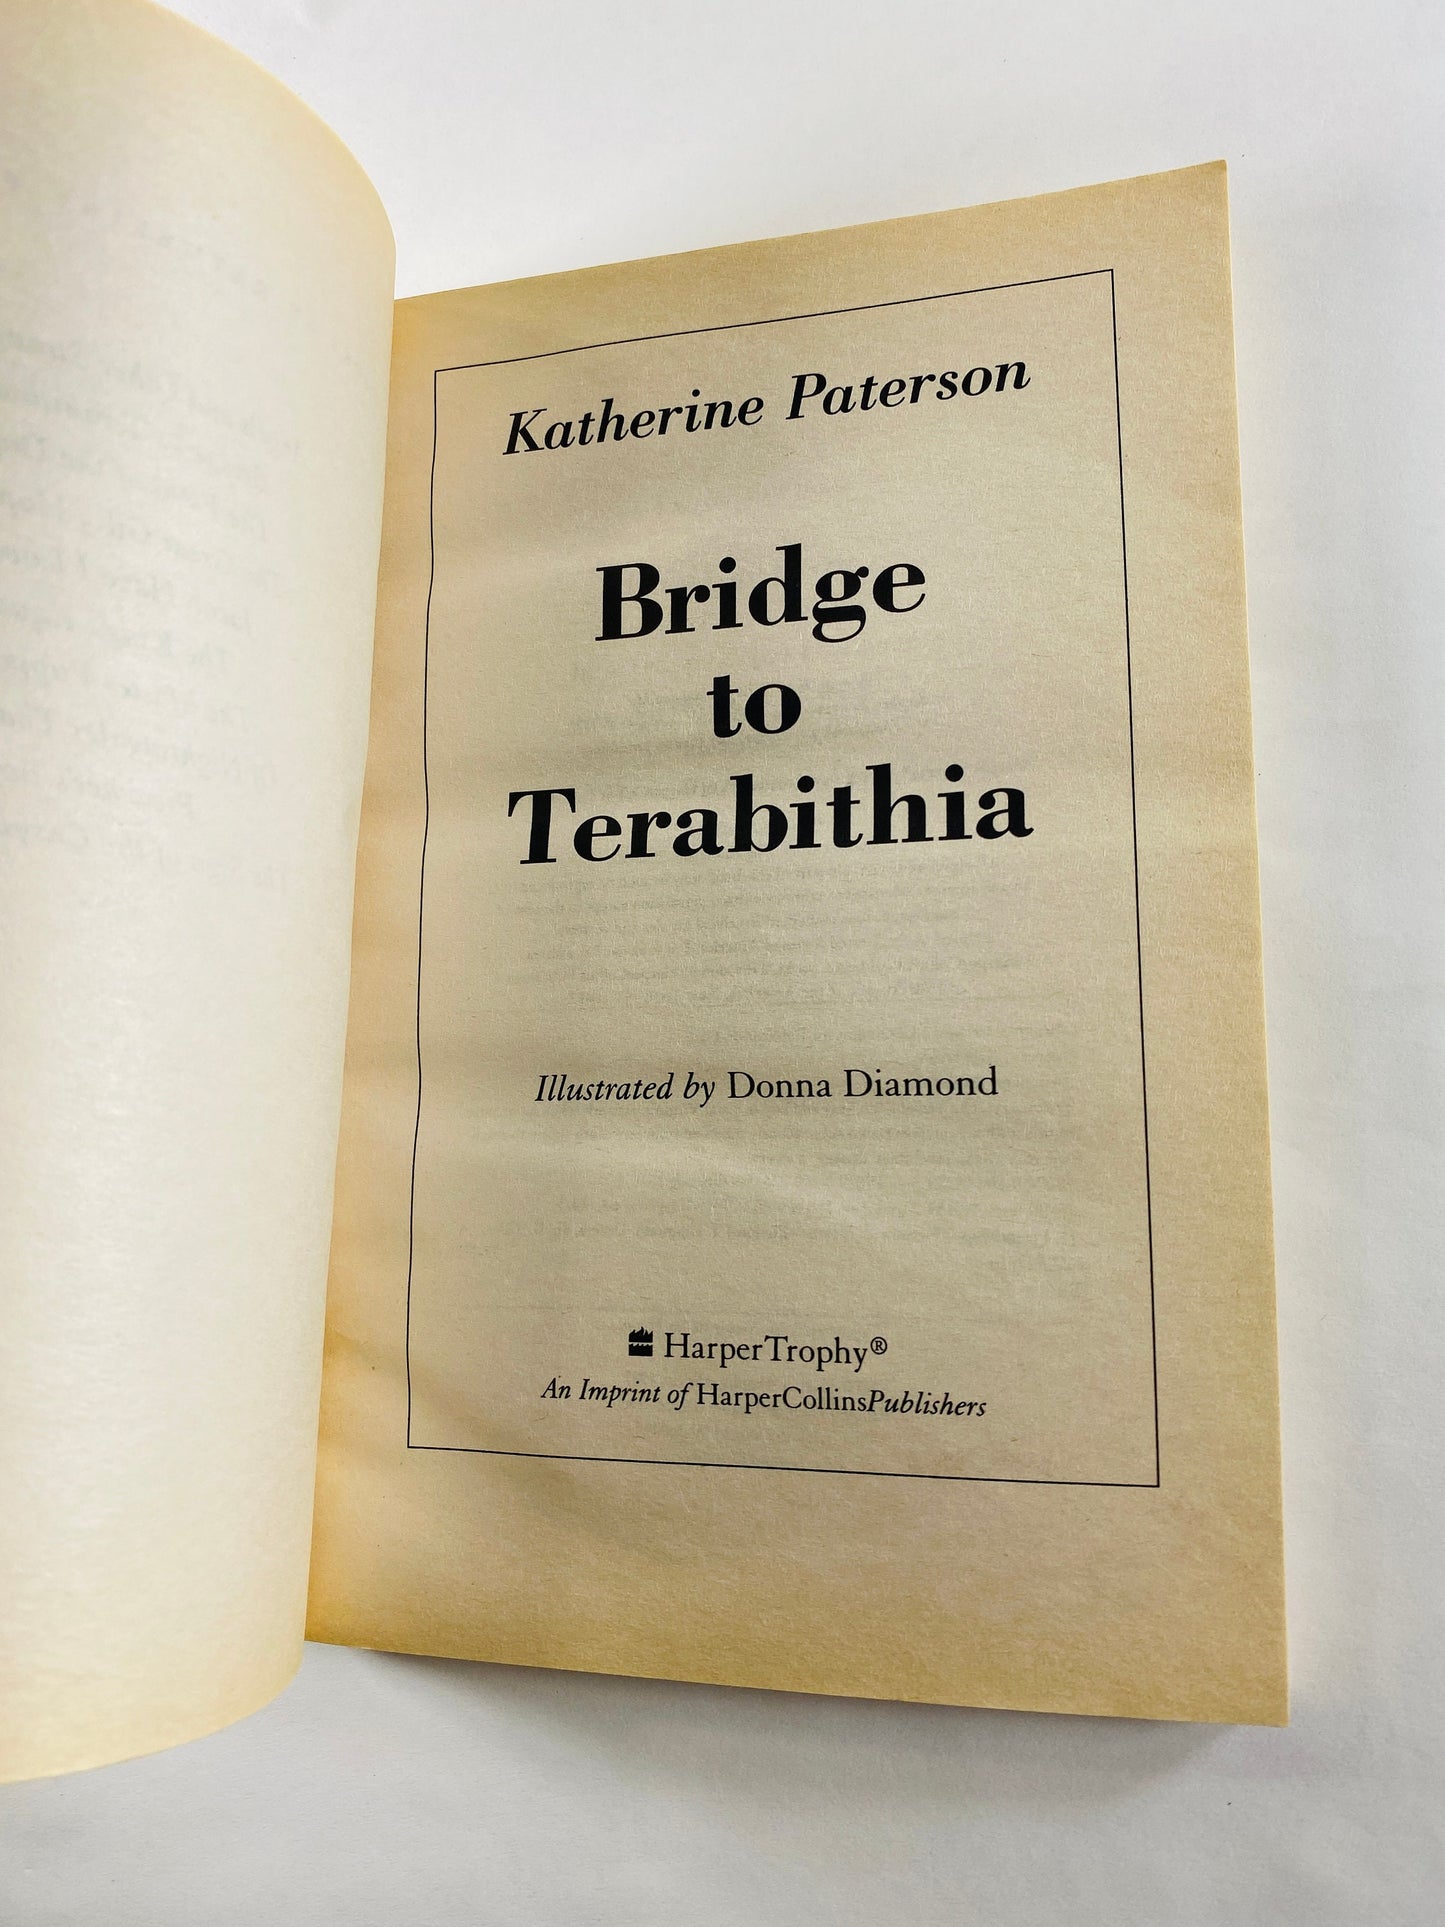 Katherine Paterson
Bridge
to
Terabithia
Illustrated by Donna Diamond
HarperTrophy®
An Imprint of HarperCollinsPublishers